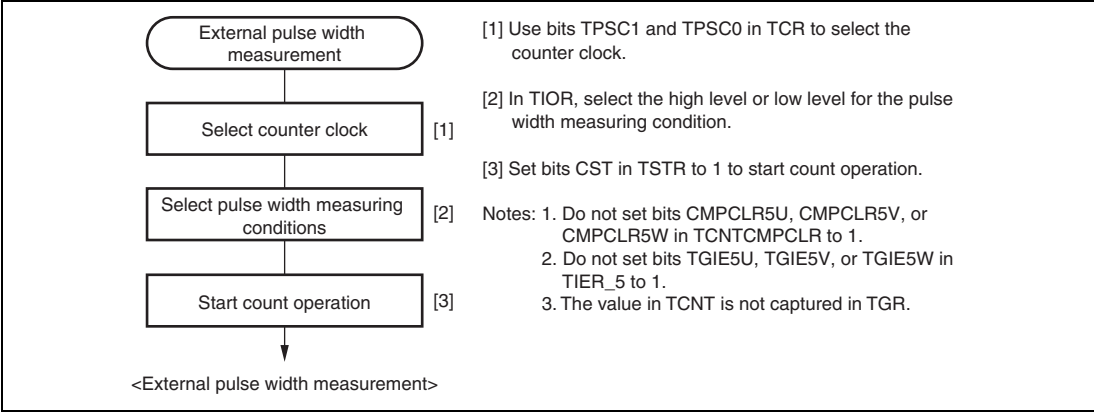 External pulse width
measurement
Select counter clock
[1]
Select pulse width measuring
conditions
[2]
Start count operation
[3]
<External pulse width measurement>
[1] Use bits TPSC1 and TPSC0 in TCR to select the
counter clock.
[2] In TIOR, select the high level or low level for the pulse
width measuring condition.
[3] Set bits CST in TSTR to 1 to start count operation.
Notes: 1. Do not set bits CMPCLR5U, CMPCLR5V, or
CMPCLR5W in TCNTCMPCLR to 1.
2. Do not set bits TGIE5U, TGIE5V, or TGIE5W in
TIER_5 to 1.
3. The value in TCNT is not captured in TGR.